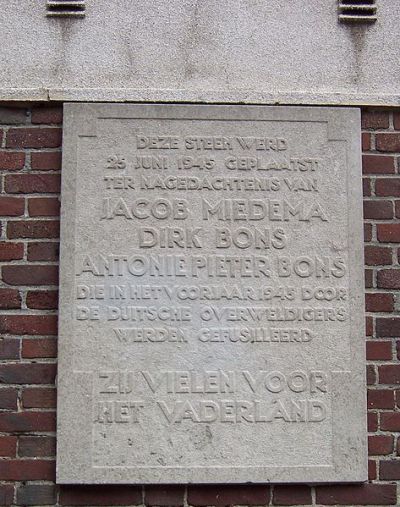 DEZE STEEN WERD
25 JUNI 1945 GEPLAATST
TER NAGEDACHTENIS VAN
JACOB MIEDEMA
DIRK BONS
ANTONIE PIETER BONS
DIE IN HET VOORJAAR 1945 DOOR
DE DUITSCHE OVERWELDIGERS
WERDEN GEFUSILLEERD
ZIJ VIELEN VOOR
HET VADERLAND